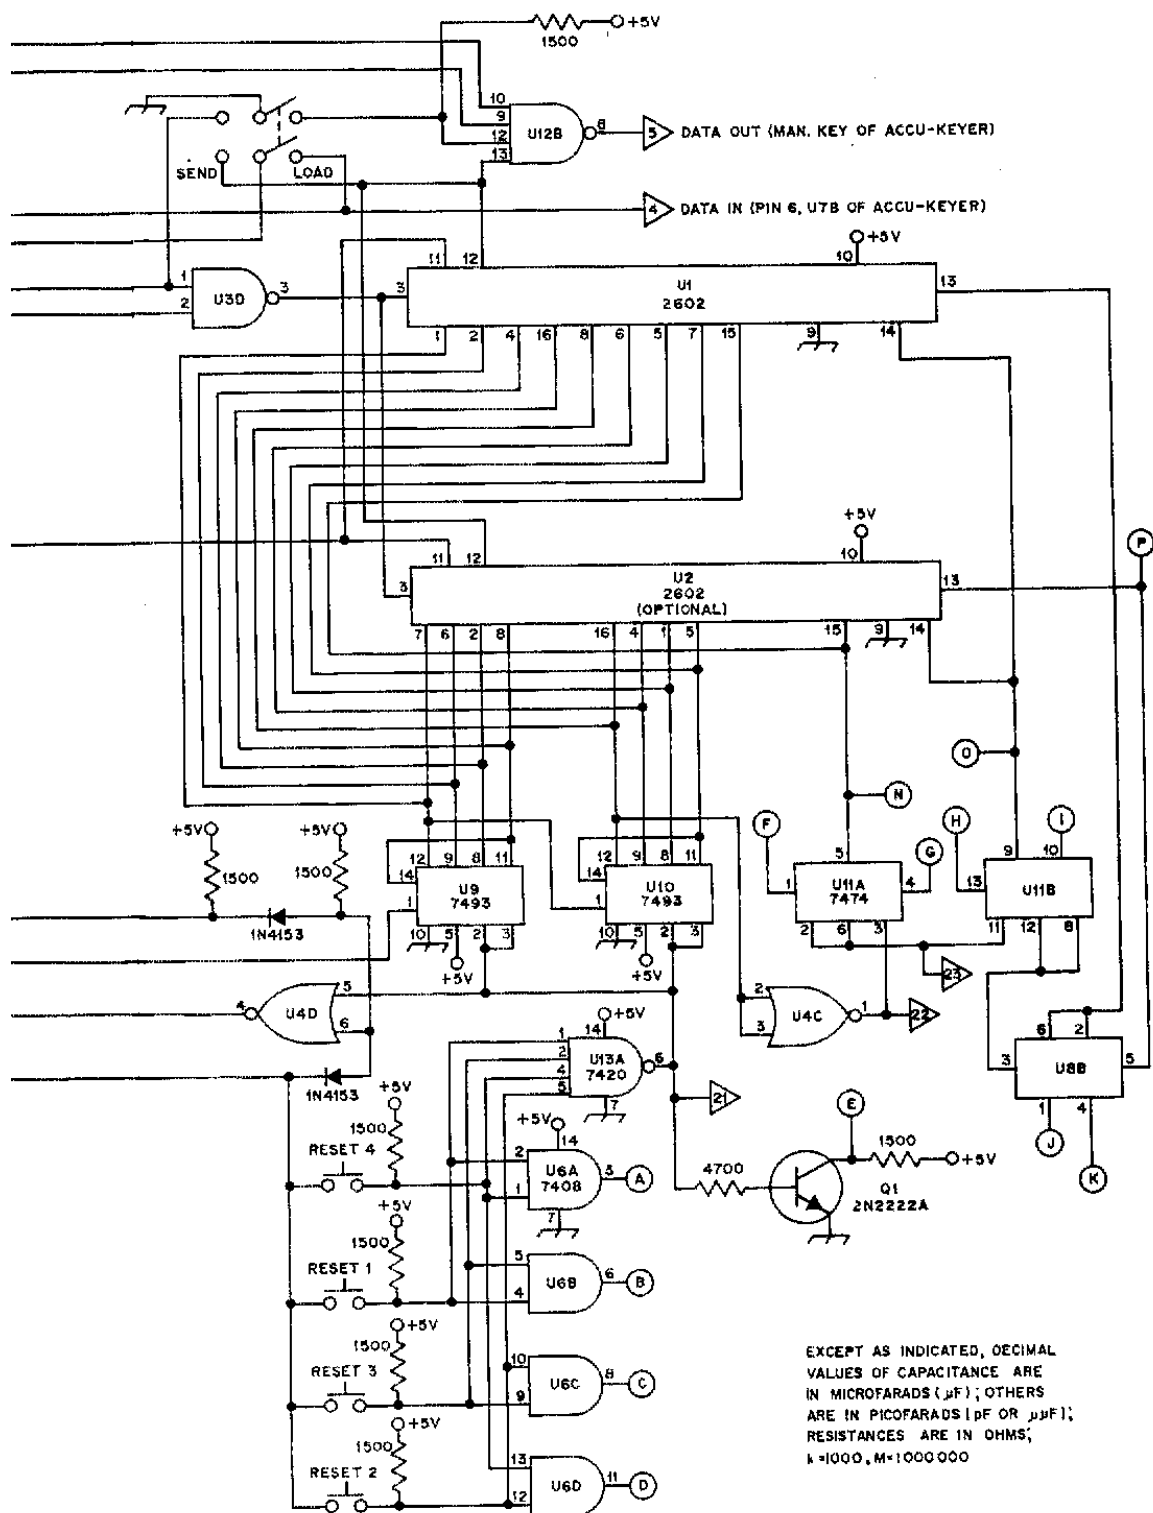 +5V
1500
10
9
12
13
U12B
8
5
DATA OUT (MAN. KEY OF ACCU-KEYER)
SEND
LOAD
4
DATA IN (PIN 6, U7B OF ACCU-KEYER)
+5V
11
12
10
1
2
U3D
3
3
U1
2602
13
1
2
4
16
8
6
5
7
15
9
14
+5V
P
11
12
10
3
U2
2602
(OPTIONAL)
13
7
6
2
8
16
4
1
5
15
9
14
O
N
+5V
+5V
F
H
I
1500
1500
12
9
8
11
14
U9
7493
1
10
5
2
3
+5V
12
9
8
11
14
U10
7493
1
10
5
2
3
+5V
5
G
1
U11A
7474
4
2
6
3
9
10
13
U11B
11
12
8
1N4153
23
4
U4D
5
6
2
3
U4C
1
22
+5V
1
14
2
4
5
U13A
7420
6
7
6
2
3
U8B
5
1
4
J
K
1N4153
+5V
21
E
+5V
1500
RESET 4
14
2
U6A
7408
3
A
1
7
4700
1500
+5V
Q1
2N2222A
+5V
1500
RESET 1
5
U6B
6
B
4
+5V
1500
RESET 3
10
U6C
8
C
9
+5V
1500
RESET 2
13
U6D
11
D
12
EXCEPT AS INDICATED, DECIMAL
VALUES OF CAPACITANCE ARE
IN MICROFARADS (µF); OTHERS
ARE IN PICOFARADS (pF OR µµF);
RESISTANCES ARE IN OHMS;
k=1000, M=1000000